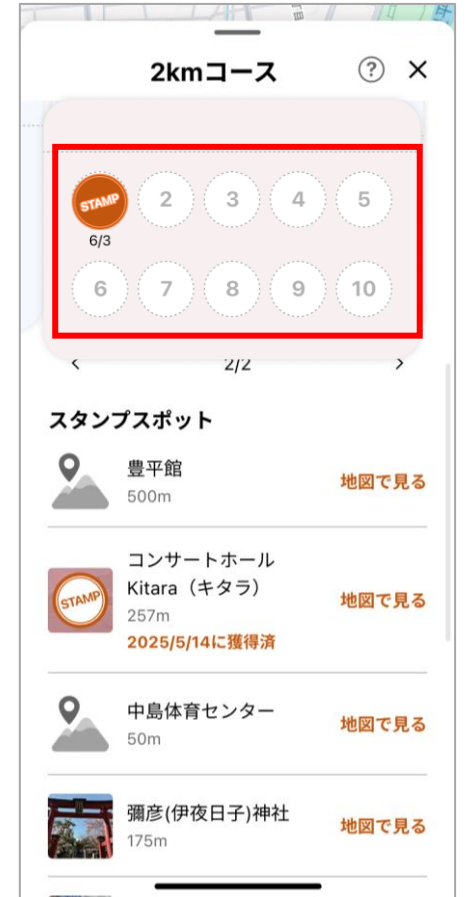 2kmコース
?
STAMP
2
3
4
5
6/3
6
7
8
9
10
2/2
スタンプスポット
豊平館
500m
地図で見る
コンサートホール
Kitara（キタラ）
257m
2025/5/14に獲得済
STAMP
地図で見る
中島体育センター
50m
地図で見る
彌彦(伊夜日子)神社
175m
地図で見る